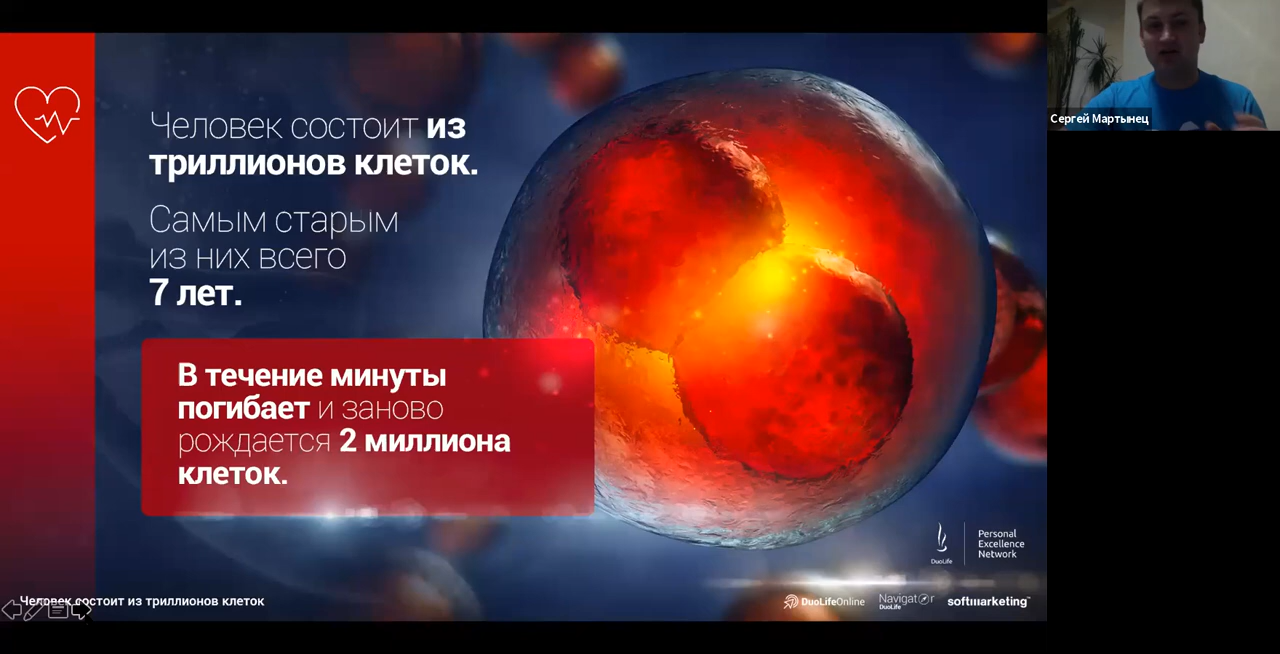 Человек состоит из
триллионов клеток.
Самым старым
из них всего
7 лет.
В течение минуты
погибает и заново
рождается 2 миллиона
клеток.
Сергей Мартынец
DuoLife
Personal
Excellence
Network
Человек состоит из триллионов клеток
DuoLifeOnline
Navigator
DuoLife
softmarketing™